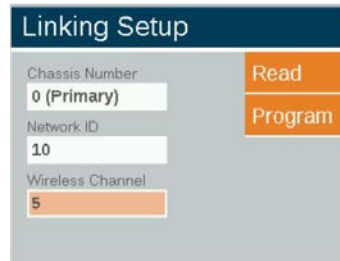 Linking Setup
Chassis Number
0 (Primary)
Network ID
10
Wireless Channel
5
Read
Program